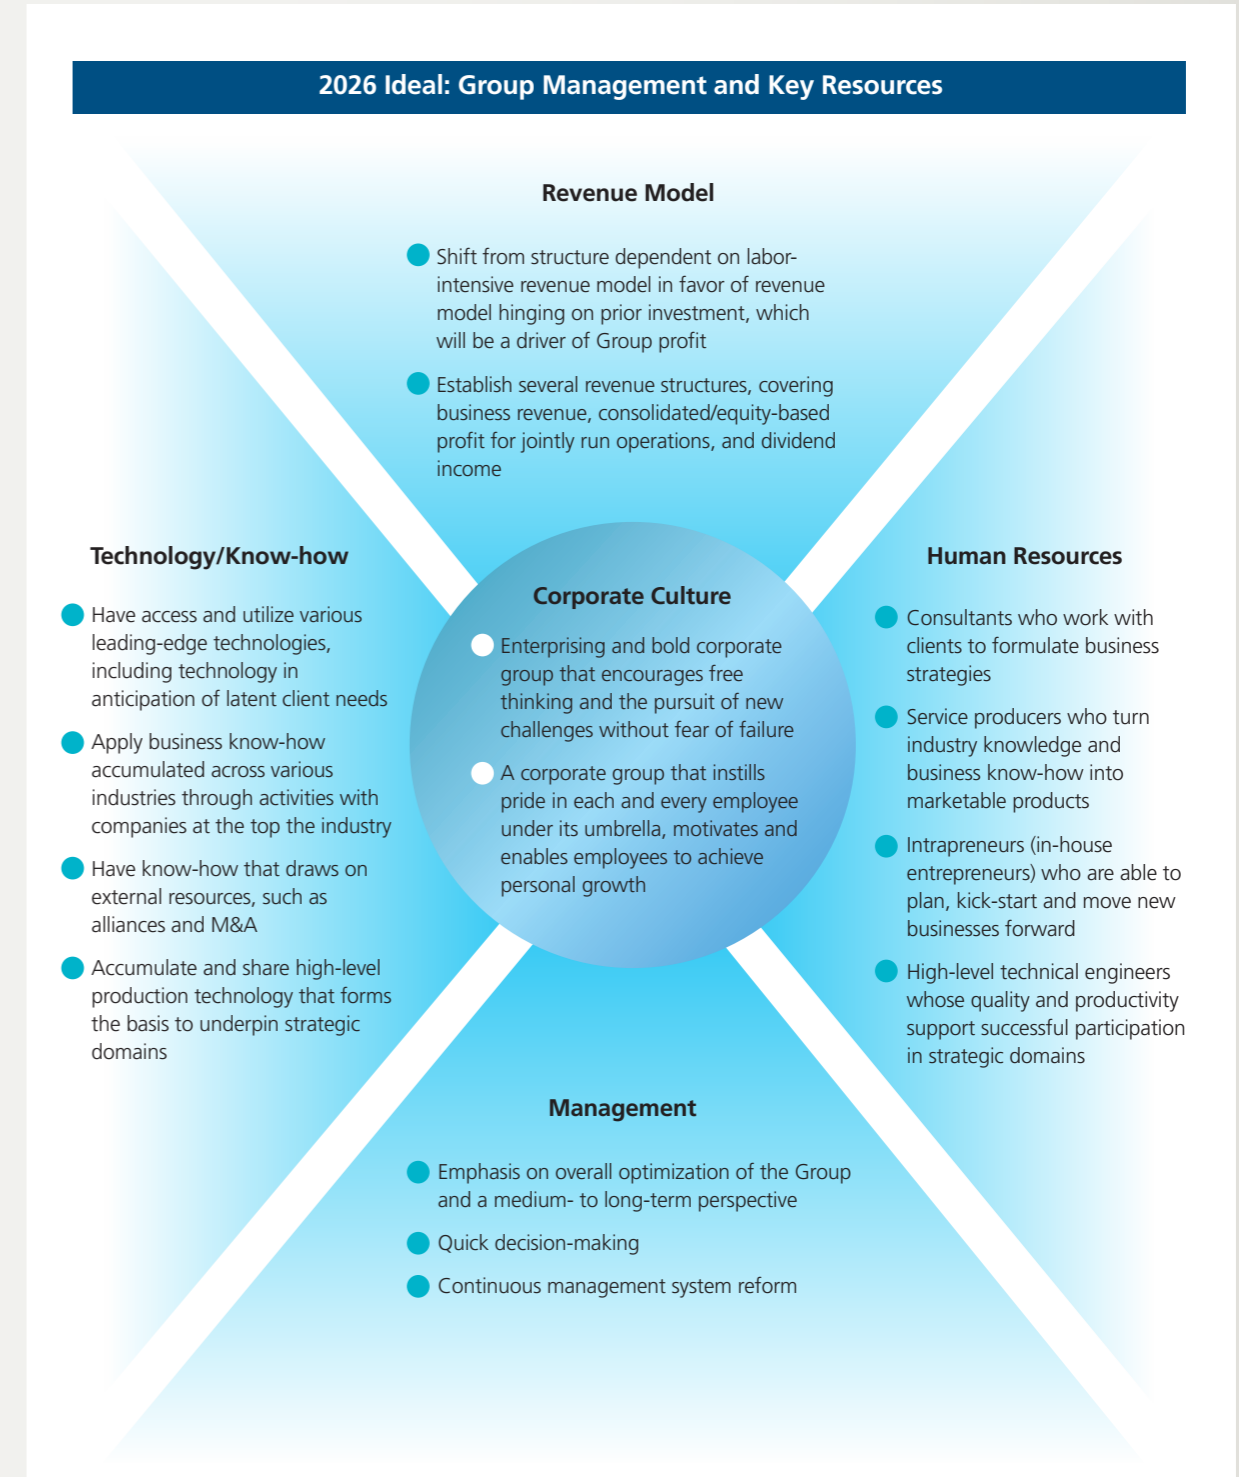 2026 Ideal: Group Management and Key Resources
Revenue Model
Shift from structure dependent on labor-
intensive revenue model in favor of revenue
model hinging on prior investment, which
will be a driver of Group profit
Establish several revenue structures, covering
business revenue, consolidated/equity-based
profit for jointly run operations, and dividend
income
Technology/Know-how
Have access and utilize various
leading-edge technologies,
including technology in
anticipation of latent client needs
Apply business know-how
accumulated across various
industries through activities with
companies at the top the industry
Have know-how that draws on
external resources, such as
alliances and M&A
Accumulate and share high-level
production technology that forms
the basis to underpin strategic
domains
Corporate Culture
Enterprising and bold corporate
group that encourages free
thinking and the pursuit of new
challenges without fear of failure
A corporate group that instills
pride in each and every employee
under its umbrella, motivates and
enables employees to achieve
personal growth
Human Resources
Consultants who work with
clients to formulate business
strategies
Service producers who turn
industry knowledge and
business know-how into
marketable products
Intrapreneurs (in-house
entrepreneurs) who are able to
plan, kick-start and move new
businesses forward
High-level technical engineers
whose quality and productivity
support successful participation
in strategic domains
Management
Emphasis on overall optimization of the Group
and a medium- to long-term perspective
Quick decision-making
Continuous management system reform